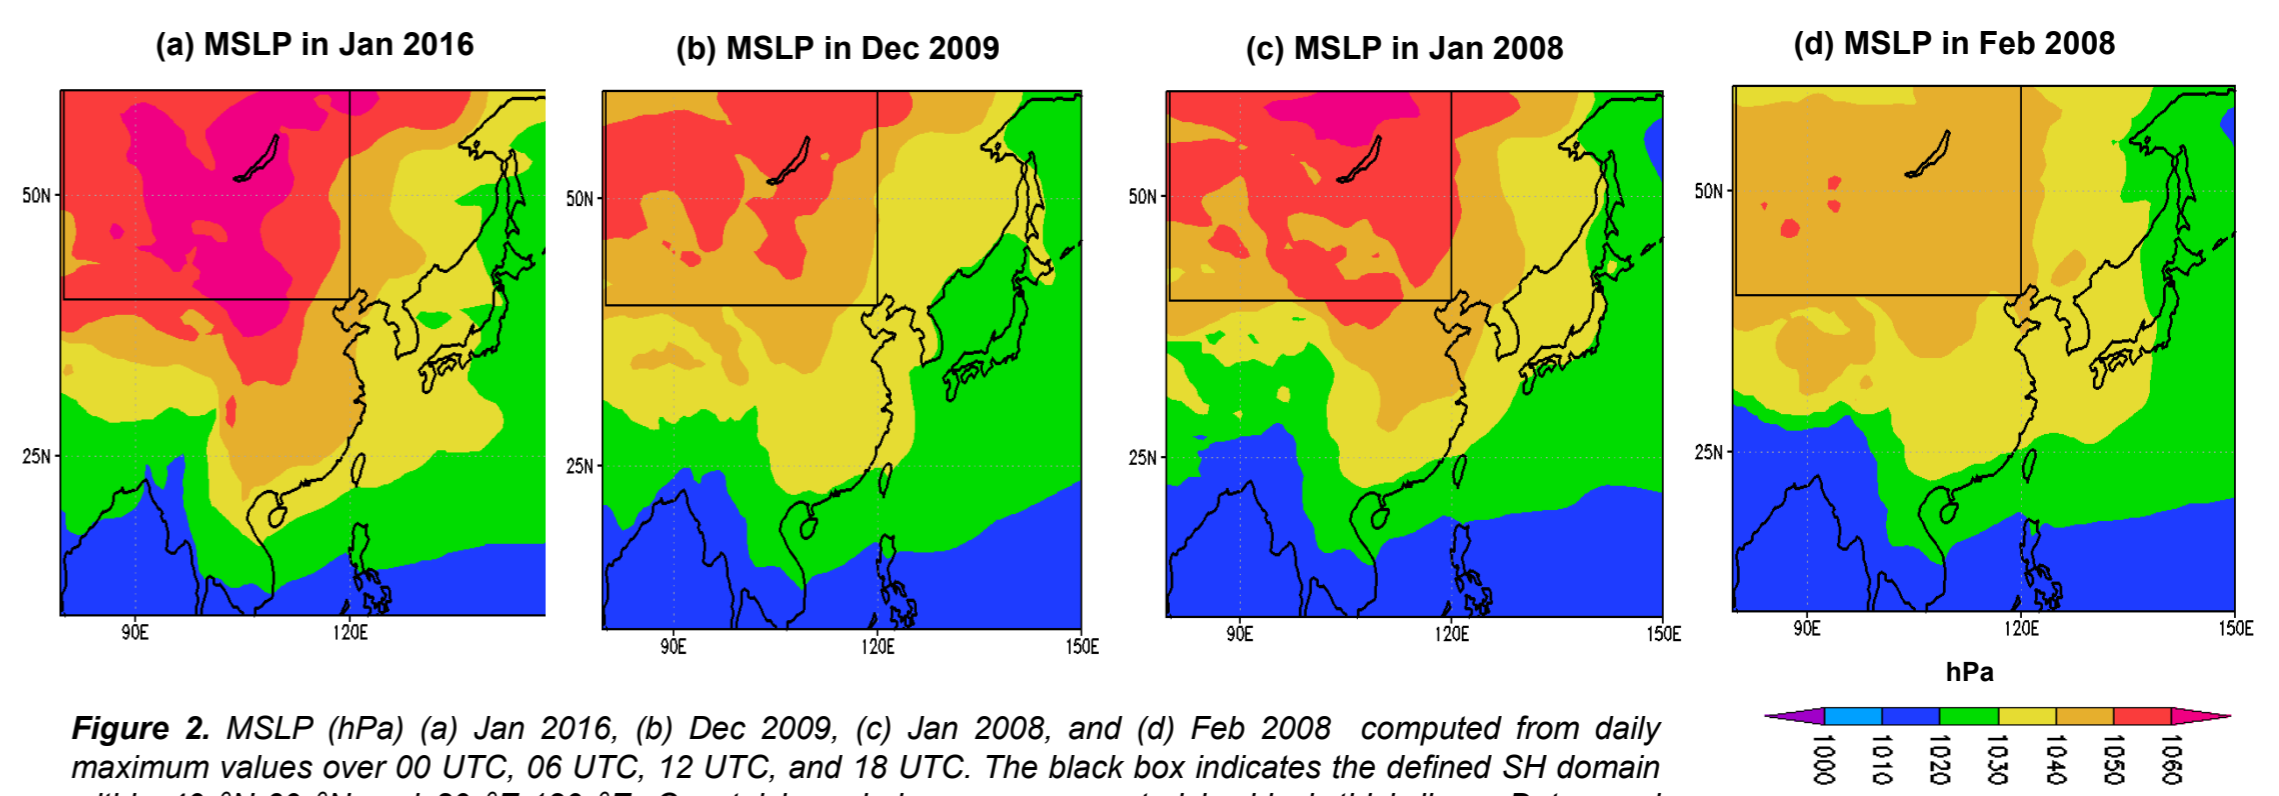 (a) MSLP in Jan 2016
(b) MSLP in Dec 2009
(c) MSLP in Jan 2008
(d) MSLP in Feb 2008
50N
25N
90E
120E
50N
25N
90E
120E
150E
50N
25N
90E
120E
150E
50N
25N
90E
120E
150E
hPa
1000
1010
1020
1030
1040
1050
1060
Figure 2. MSLP (hPa) (a) Jan 2016, (b) Dec 2009, (c) Jan 2008, and (d) Feb 2008 computed from daily
maximum values over 00 UTC, 06 UTC, 12 UTC, and 18 UTC. The black box indicates the defined SH domain